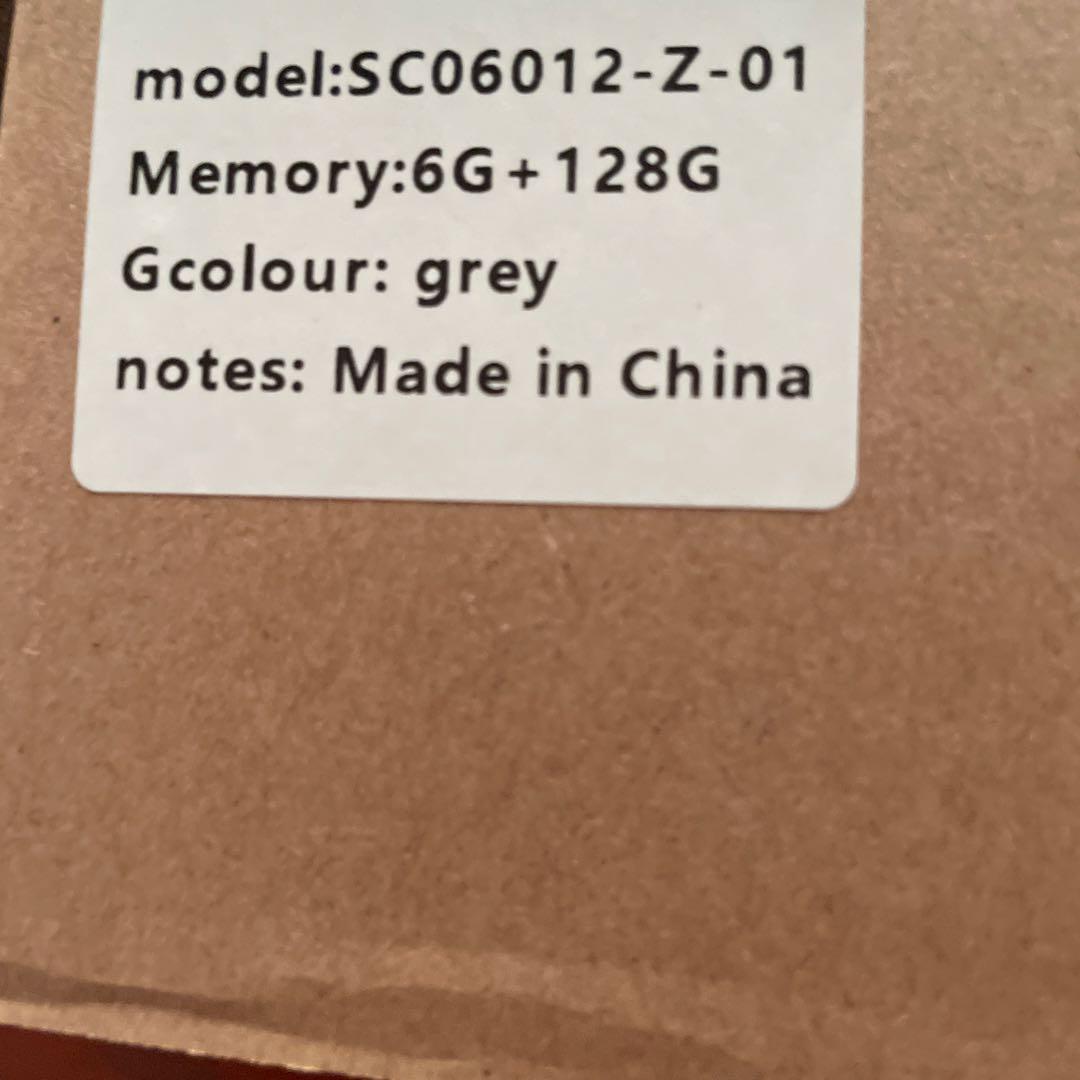 model:SC06012-Z-01
Memory:6G+128G
Gcolour: grey
notes: Made in China